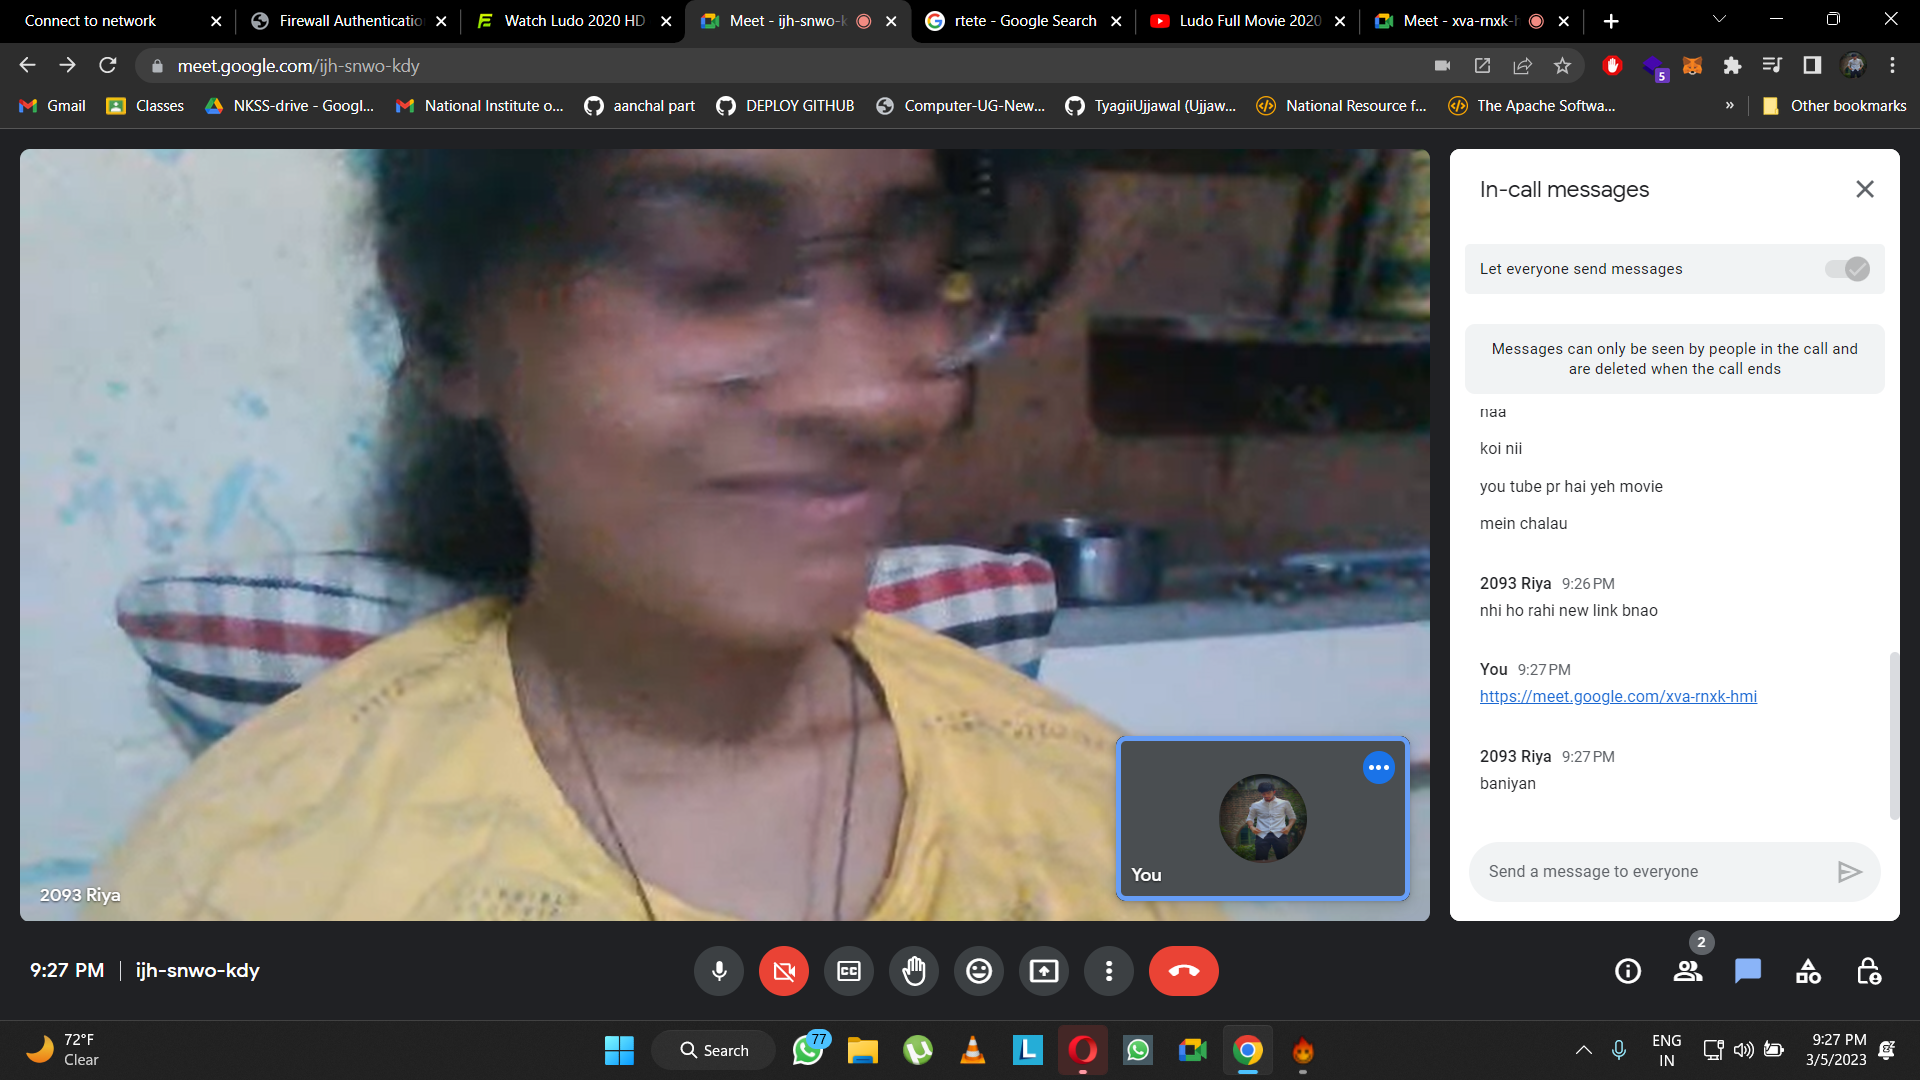 Connect to network
Firewall Authenticatio
Watch Ludo 2020 HD
Meet - ijh-snwo-k
rtete - Google Search
Ludo Full Movie 2020
Meet - xva-rnxk-h
meet.google.com/ijh-snwo-kdy
5
Gmail
Classes
NKSS-drive - Googl...
National Institute o...
aanchal part
DEPLOY GITHUB
Computer-UG-New...
TyagiiUjjawal (Ujjaw...
National Resource f...
The Apache Softwa...
»
Other bookmarks
In-call messages
Let everyone send messages
Messages can only be seen by people in the call and
are deleted when the call ends
naa
koi nii
you tube pr hai yeh movie
mein chalau
2093 Riya 9:26 PM
nhi ho rahi new link bnao
You 9:27 PM
https://meet.google.com/xva-rnxk-hmi
2093 Riya 9:27 PM
baniyan
Send a message to everyone
You
2093 Riya
9:27 PM | ijh-snwo-kdy
CC
2
72°F
Clear
Search
77
L
ENG
IN
9:27 PM
3/5/2023